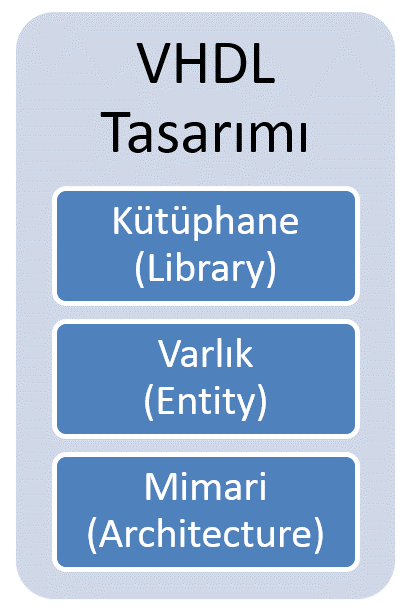 VHDL
Tasarımı
Kütüphane
(Library)
Varlık
(Entity)
Mimari
(Architecture)